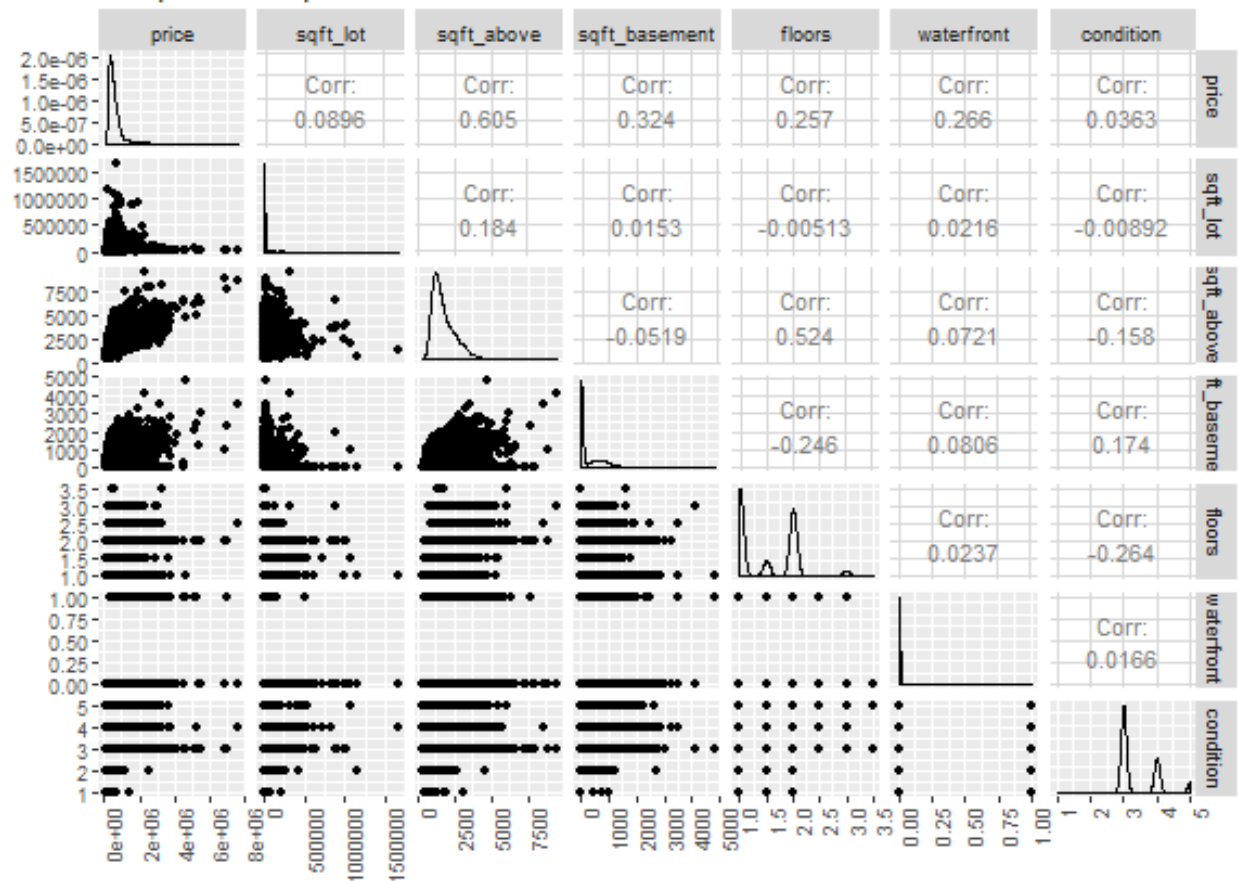 price sqft_lot sqft_above sqft_basement floors waterfront condition
2.0e-06
1.5e-06
1.0e-06
5.0e-07
0.0e+00
Corr: Corr: Corr: Corr: Corr: Corr:
0.0896 0.605 0.324 0.257 0.266 0.0363
price
1500000
1000000
500000
0
Corr: Corr: Corr: Corr: Corr:
0.184 0.0153 -0.00513 0.0216 -0.00892
sqft_lot
7500
5000
2500
0
Corr: Corr: Corr: Corr:
-0.0519 0.524 0.0721 -0.158
sqft_above
5000
4000
3000
2000
1000
0
Corr: Corr: Corr:
-0.246 0.0806 0.174
ft_baseme
3.5
3.0
2.5
2.0
1.5
1.0
Corr: Corr:
0.0237 -0.264
floors
1.00
0.75
0.50
0.25
0.00
Corr:
0.0166
waterfront
5
4
3
2
1
condition
0e+00 2e+06 4e+06 6e+06 8e+06 0 500000 1000000 1500000 0 2500 5000 7500 0 1000 2000 3000 4000 5000 1.0 1.5 2.0 2.5 3.0 3.5 0.00 0.25 0.50 0.75 1.00 1 2 3 4 5